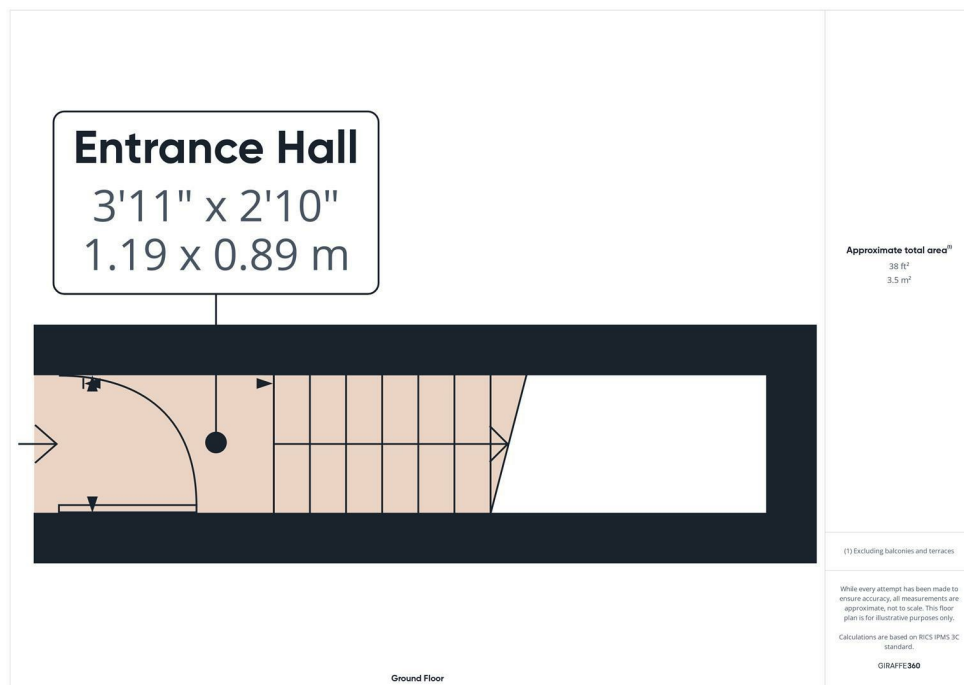 Entrance Hall
3'11" x 2'10"
1.19 x 0.89 m
Approximate total area⁽¹⁾
38 ft²
3.5 m²
(1) Excluding balconies and terraces
While every attempt has been made to
ensure accuracy, all measurements are
approximate, not to scale. This floor
plan is for illustrative purposes only.
Calculations are based on RICS IPMS 3C
standard.
GIRAFFE360
Ground Floor